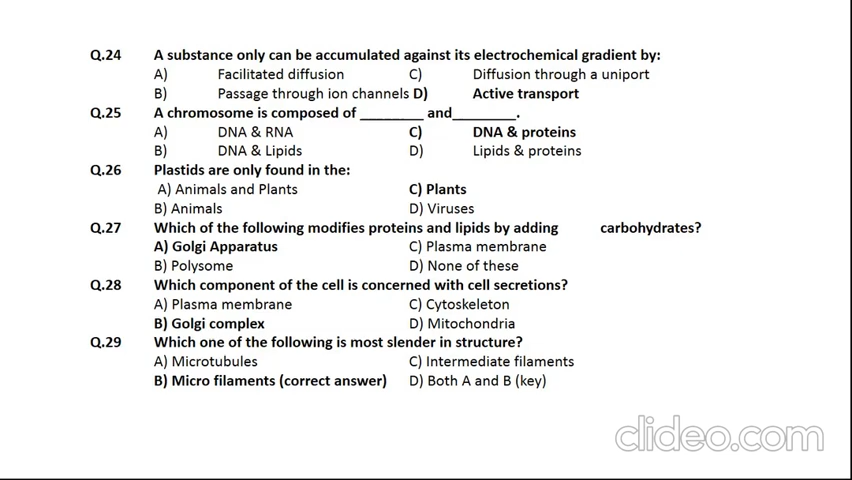 Q.24 A substance only can be accumulated against its electrochemical gradient by:
A) Facilitated diffusion C) Diffusion through a uniport
B) Passage through ion channels D) Active transport
Q.25 A chromosome is composed of ________ and________.
A) DNA & RNA C) DNA & proteins
B) DNA & Lipids D) Lipids & proteins
Q.26 Plastids are only found in the:
A) Animals and Plants C) Plants
B) Animals D) Viruses
Q.27 Which of the following modifies proteins and lipids by adding carbohydrates?
A) Golgi Apparatus C) Plasma membrane
B) Polysome D) None of these
Q.28 Which component of the cell is concerned with cell secretions?
A) Plasma membrane C) Cytoskeleton
B) Golgi complex D) Mitochondria
Q.29 Which one of the following is most slender in structure?
A) Microtubules C) Intermediate filaments
B) Micro filaments (correct answer) D) Both A and B (key)
clideo.com